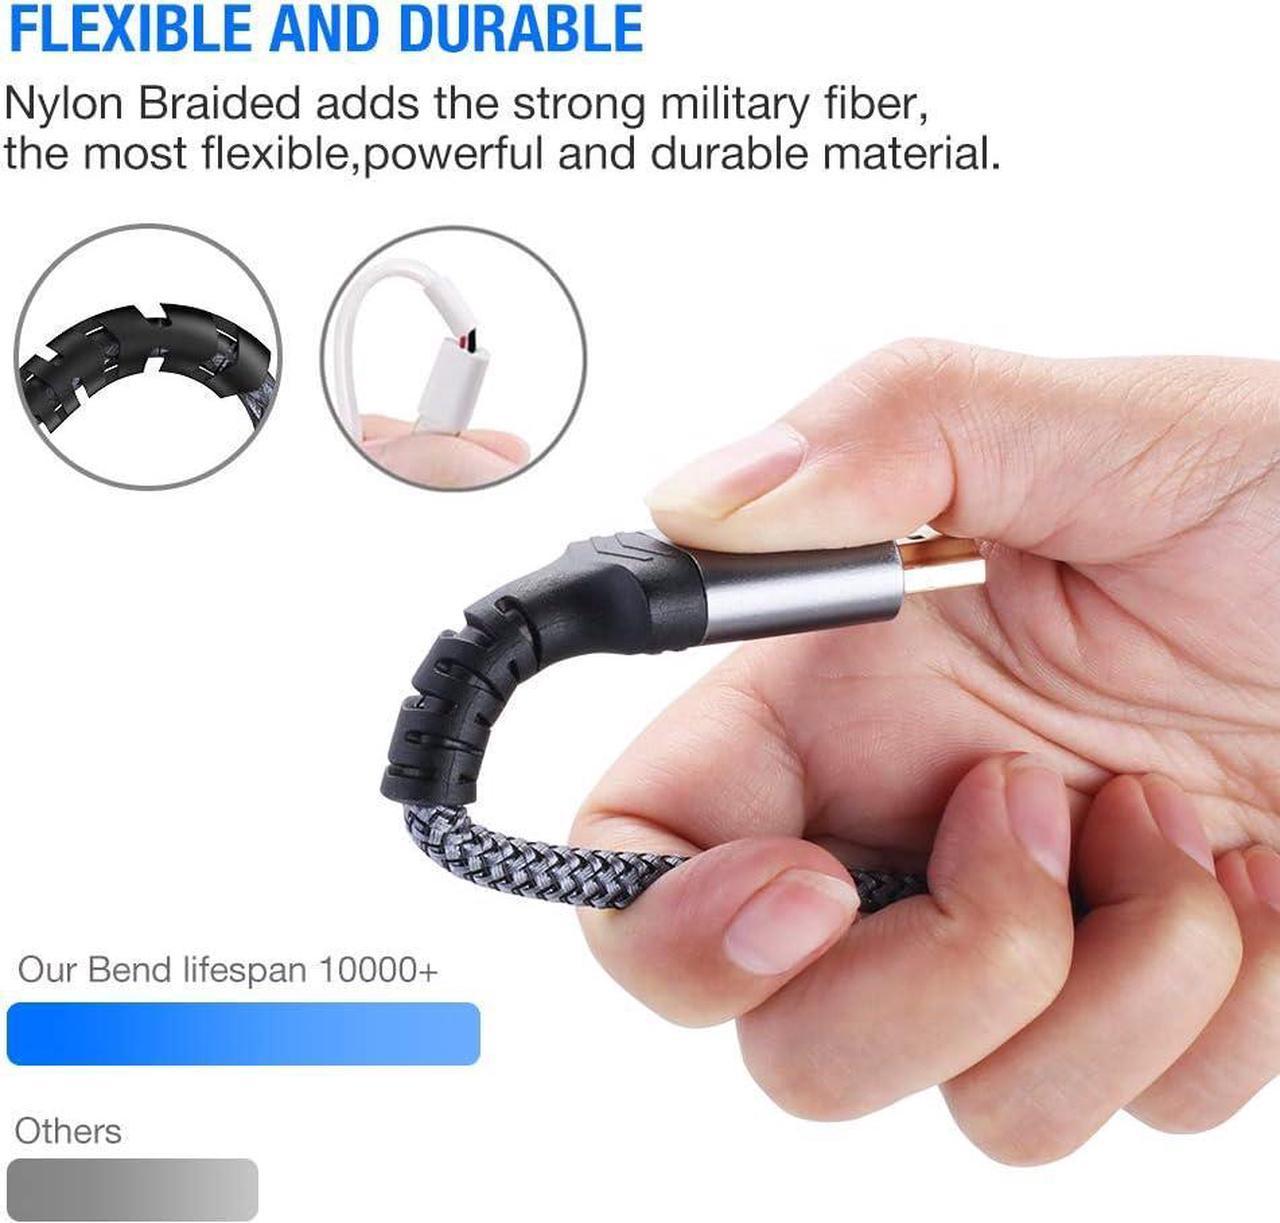 FLEXIBLE AND DURABLE
Nylon Braided adds the strong military fiber,
the most flexible,powerful and durable material.
Our Bend lifespan 10000+
Others